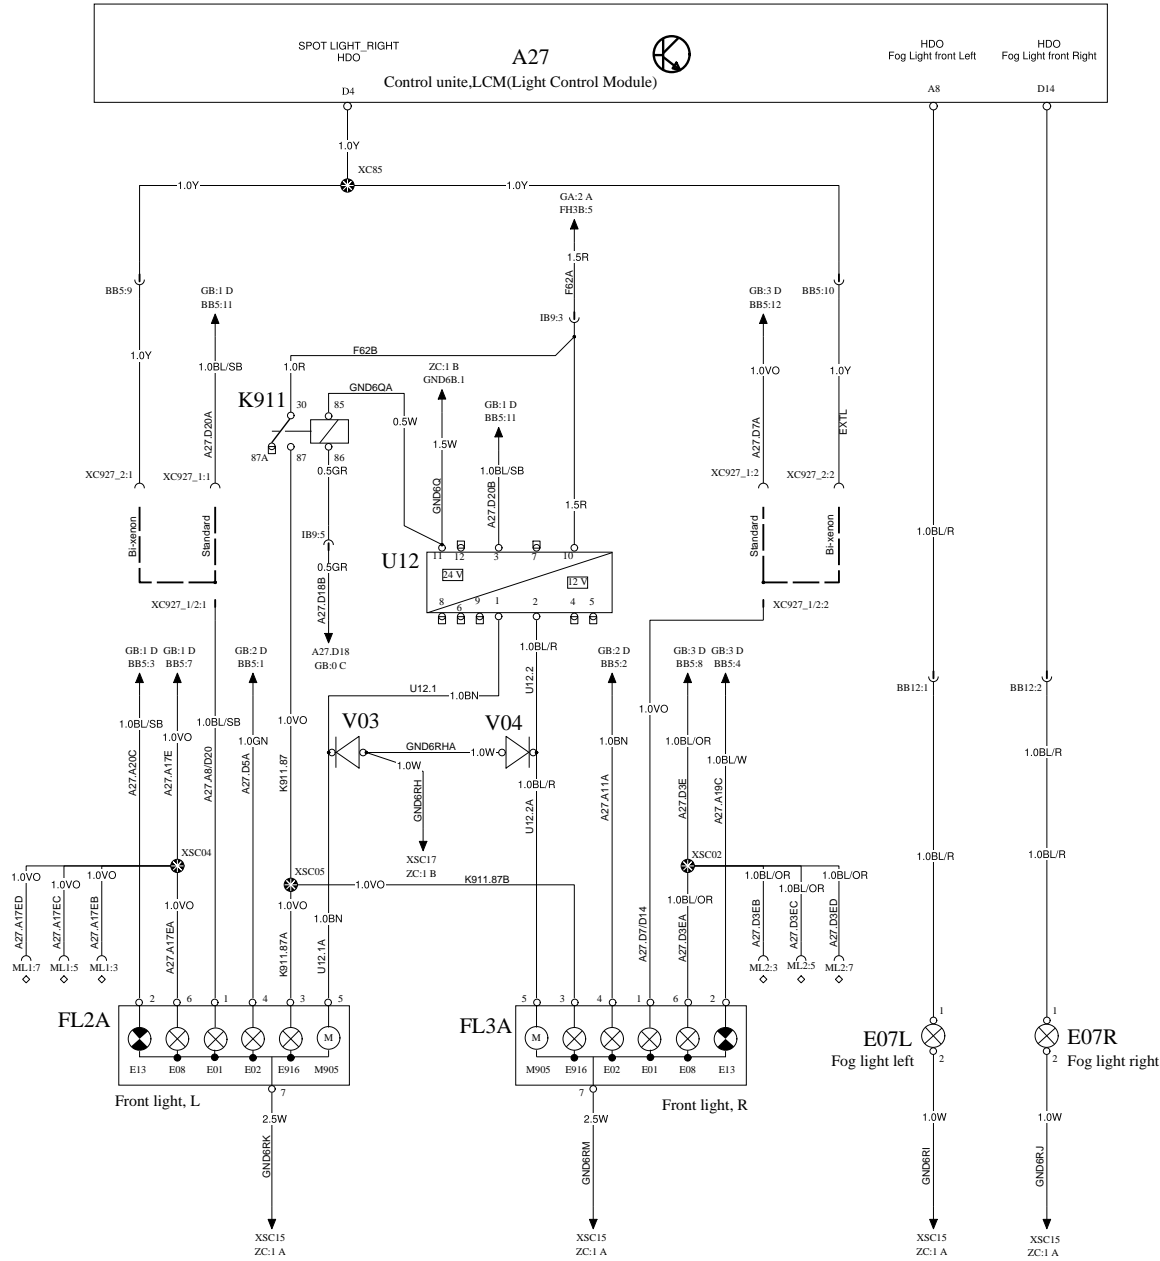 SPOT LIGHT_RIGHT
HDO
A27
Control unite,LCM(Light Control Module)
HDO
Fog Light front Left
HDO
Fog Light front Right
D4
A8
D14
1.0Y
XC85
1.0Y
1.0Y
GA:2 A
FH3B:5
1.5R
F62A
BB5:9
GB:1 D
BB5:11
IB9:3
GB:3 D
BB5:12
BB5:10
1.0Y
1.0BL/SB
A27.D20A
F62B
1.0R
K911
30
85
GND6QA
0.5W
87A
87
86
0.5GR
ZC:1 B
GND6B.1
1.5W
GND6Q
GB:1 D
BB5:11
1.0BL/SB
A27.D20B
1.5R
1.0VO
A27.D7A
1.0Y
EXTL
XC927_2:1
XC927_1:1
XC927_1:2
XC927_2:2
Bi-xenon
Standard
IB9:5
0.5GR
A27.D18B
A27.D18
GB:0 C
U12
11
12
3
7
10
24 V
12 V
8
6
9
1
2
4
5
Standard
Bi-xenon
1.0BL/R
XC927_1/2:1
XC927_1/2:2
GB:1 D
BB5:3
GB:1 D
BB5:7
GB:2 D
BB5:1
1.0BL/R
U12.2
GB:2 D
BB5:2
GB:3 D
BB5:8
GB:3 D
BB5:4
BB12:1
BB12:2
U12.1
1.0BN
1.0BL/SB
A27.A20C
1.0VO
A27.A17E
1.0BL/SB
A27.A8/D20
1.0GN
A27.D5A
1.0VO
K911.87
V03
V04
GND6RHA
1.0W
1.0W
GND6RH
XSC17
ZC:1 B
1.0BL/R
U12.2A
1.0BN
A27.A11A
1.0VO
1.0BL/OR
A27.D3E
1.0BL/W
A27.A19C
1.0BL/R
XSC04
XSC05
XSC02
1.0VO
1.0VO
1.0VO
1.0VO
1.0VO
K911.87B
1.0VO
1.0BN
A27.A17ED
A27.A17EC
A27.A17EB
A27.A17EA
K911.87A
U12.1A
A27.D7/D14
1.0BL/OR
A27.D3EA
1.0BL/OR
1.0BL/OR
1.0BL/OR
A27.D3EB
A27.D3EC
A27.D3ED
1.0BL/R
1.0BL/R
ML1:7
ML1:5
ML1:3
ML2:3
ML2:5
ML2:7
2
6
1
4
3
5
5
3
4
1
6
2
FL2A
E13
E08
E01
E02
E916
M
M905
7
Front light, L
FL3A
M
M905
E916
E02
E01
E08
E13
7
Front light, R
1
E07L
Fog light left
2
1
E07R
Fog light right
2
2.5W
GND6RK
2.5W
GND6RM
1.0W
GND6RI
1.0W
GND6RJ
XSC15
ZC:1 A
XSC15
ZC:1 A
XSC15
ZC:1 A
XSC15
ZC:1 A